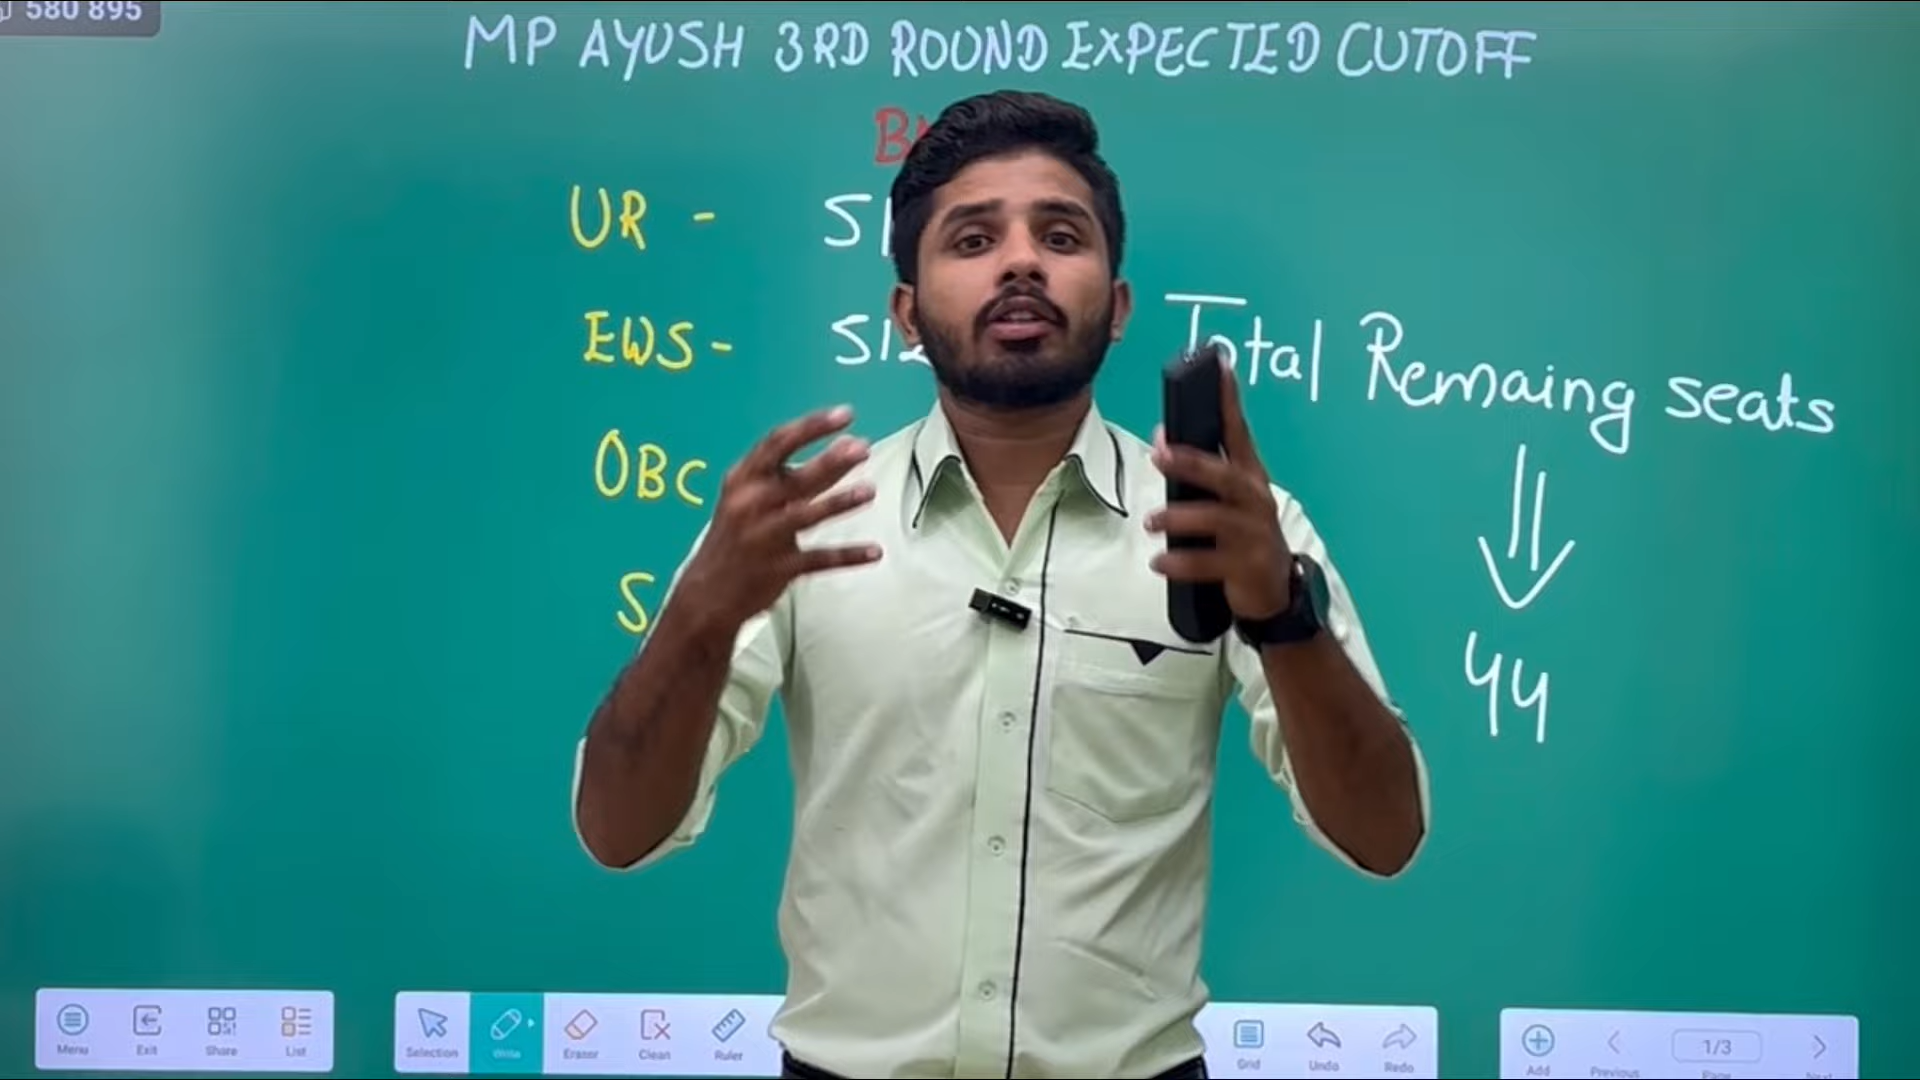 580 895
MP AYUSH 3RD ROUND EXPECTED CUTOFF
UR -
EWS -
OBC
Total Remaing seats
44
Menu
Exit
Share
List
Selection
Write
Eraser
Clean
Ruler
Grid
Undo
Redo
Add
Previous
1/3
Page